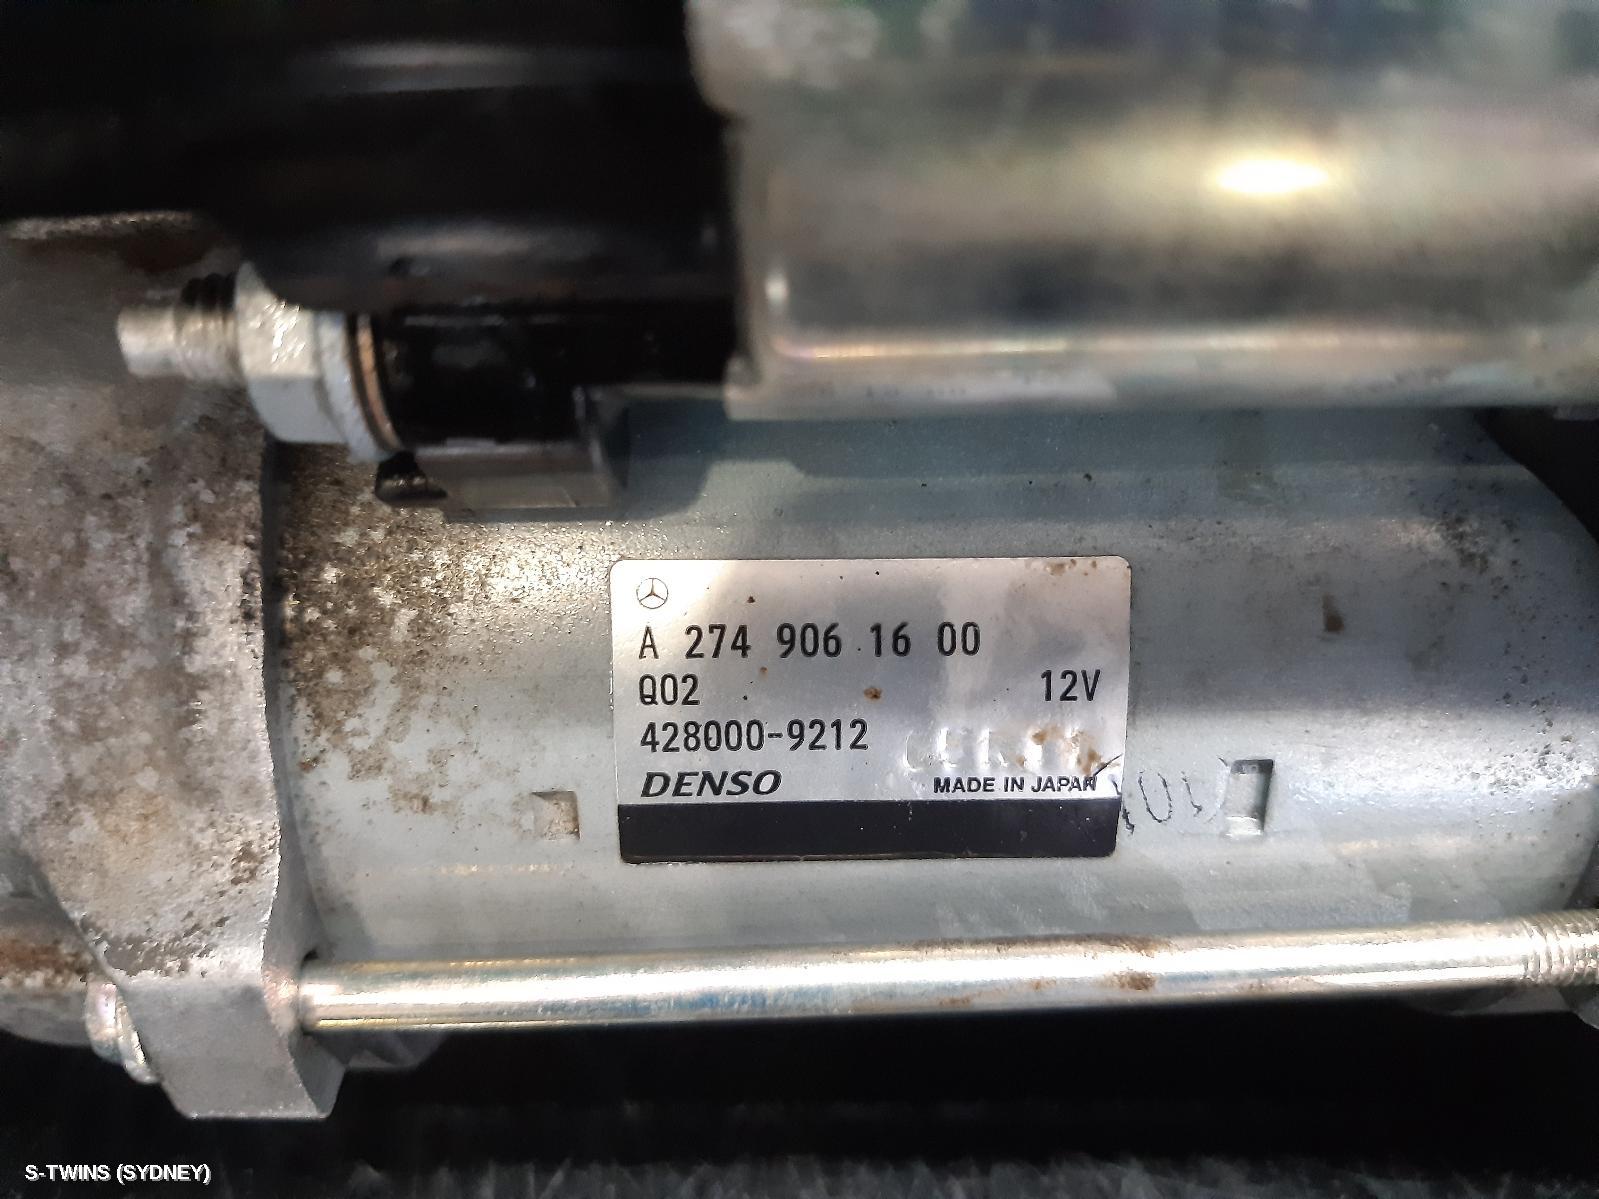 A 274 906 16 00
Q02 12V
428000-9212
DENSO MADE IN JAPAN
S-TWINS (SYDNEY)